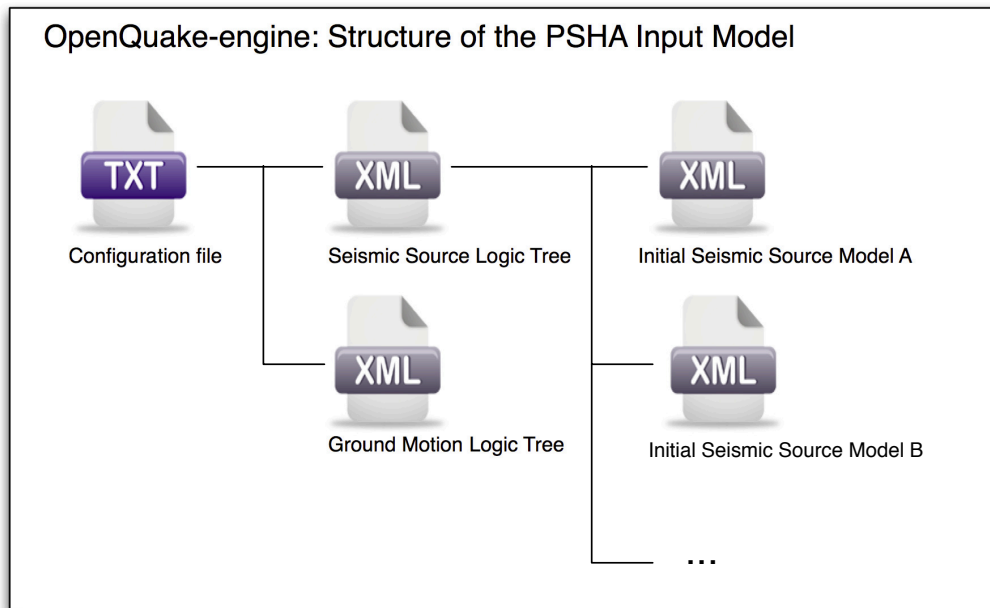 OpenQuake-engine: Structure of the PSHA Input Model
TXT
XML
XML
Configuration file
Seismic Source Logic Tree
Initial Seismic Source Model A
XML
XML
Ground Motion Logic Tree
Initial Seismic Source Model B
...